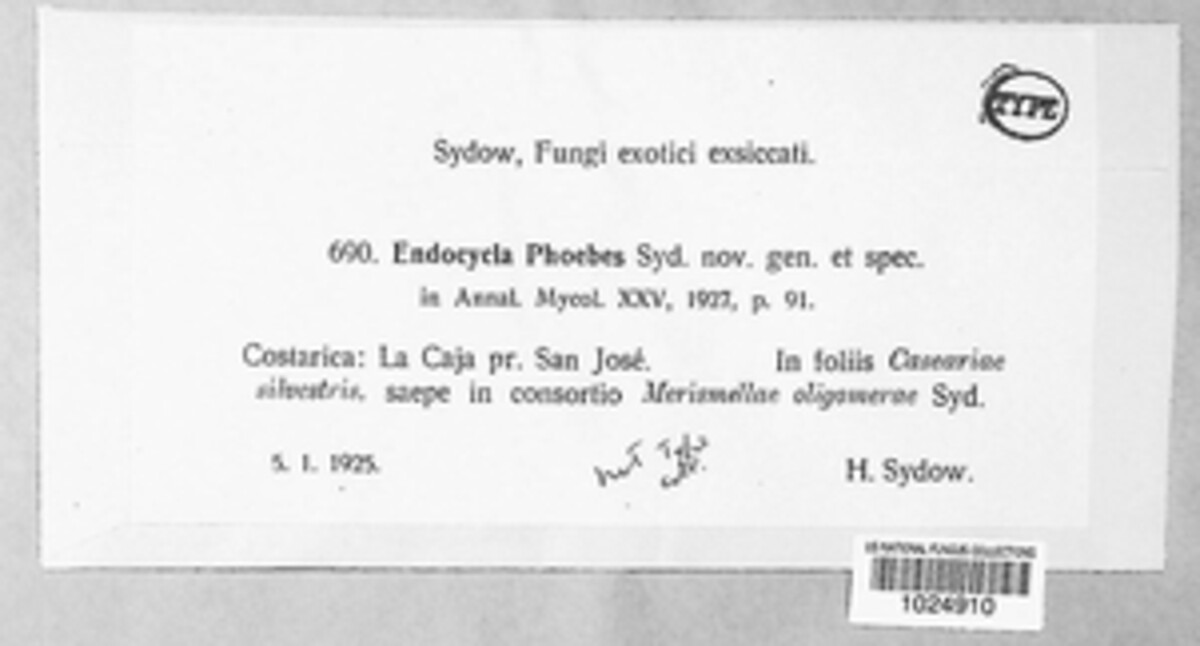 TYPE
Sydow, Fungi exotici exsiccati.
690. Endocycla Phoebes Syd. nov. gen. et spec.
in Annal. Mycol. XXV, 1927, p. 91.
Costarica: La Caja pr. San José. In foliis Caseariae
silvestris, saepe in consortio Merismellae oligomerae Syd.
5. 1. 1925.
not Type
H. Sydow.
US NATIONAL FUNGUS COLLECTIONS
1024910